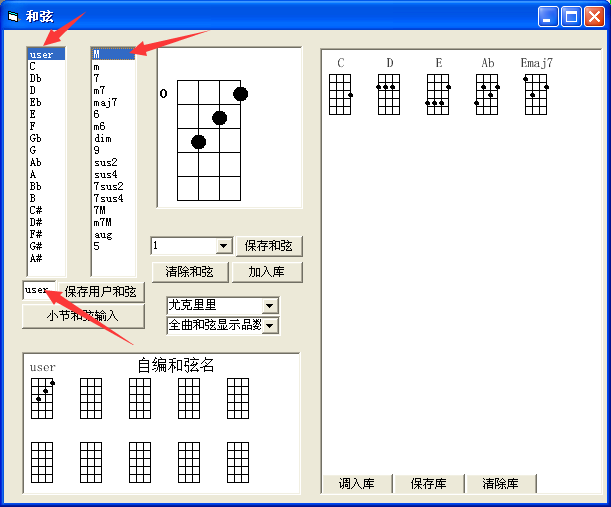 和弦
user
C
Db
D
Eb
E
F
Gb
G
Ab
A
Bb
B
C#
D#
F#
G#
A#
M
m
7
m7
maj7
6
m6
dim
9
sus2
sus4
7sus2
7sus4
7M
m7M
aug
5
0
1
保存和弦
清除和弦
加入库
user
保存用户和弦
小节和弦输入
尤克里里
全曲和弦显示品数
user
自编和弦名
C D E Ab Emaj7
调入库 保存库 清除库